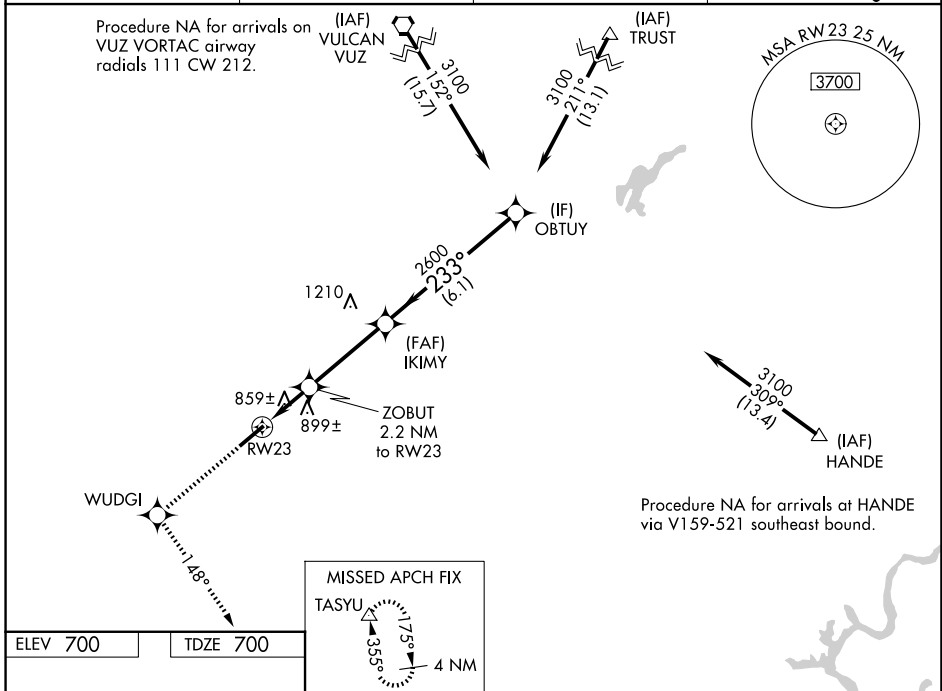 Procedure NA for arrivals on
VUZ VORTAC airway
radials 111 CW 212.
(IAF)
VULCAN
VUZ
3100
152°
(15.7)
(IAF)
TRUST
3100
211°
(13.1)
MSA RW23 25 NM
3700
(IF)
OBTUY
2600
233°
(6.1)
1210
(FAF)
IKIMY
859±
899±
ZOBUT
2.2 NM
to RW23
RW23
3100
309°
(13.4)
(IAF)
HANDE
WUDGI
148°
Procedure NA for arrivals at HANDE
via V159-521 southeast bound.
MISSED APCH FIX
TASYU
175°
355°
4 NM
ELEV 700
TDZE 700